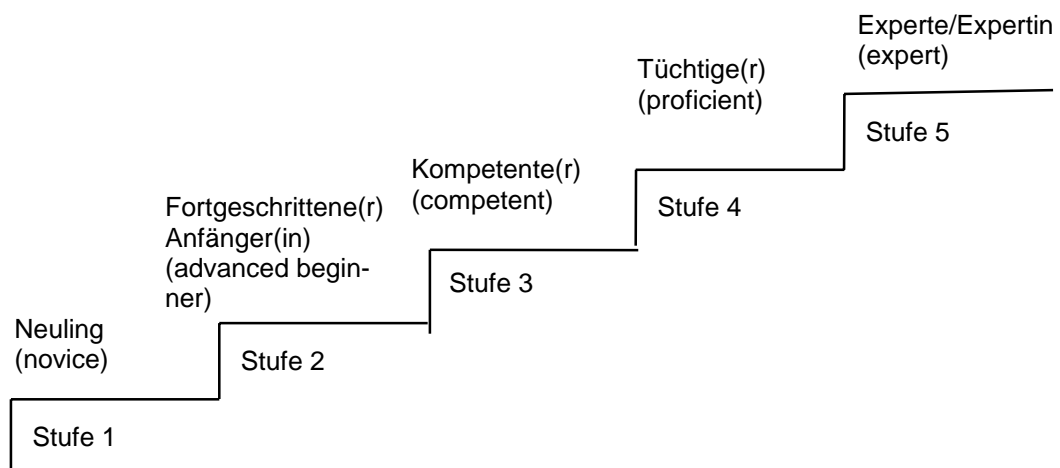 Neuling
(novice)
Stufe 1
Fortgeschrittene(r)
Anfänger(in)
(advanced begin-
ner)
Stufe 2
Kompetente(r)
(competent)
Stufe 3
Tüchtige(r)
(proficient)
Stufe 4
Experte/Expertin
(expert)
Stufe 5